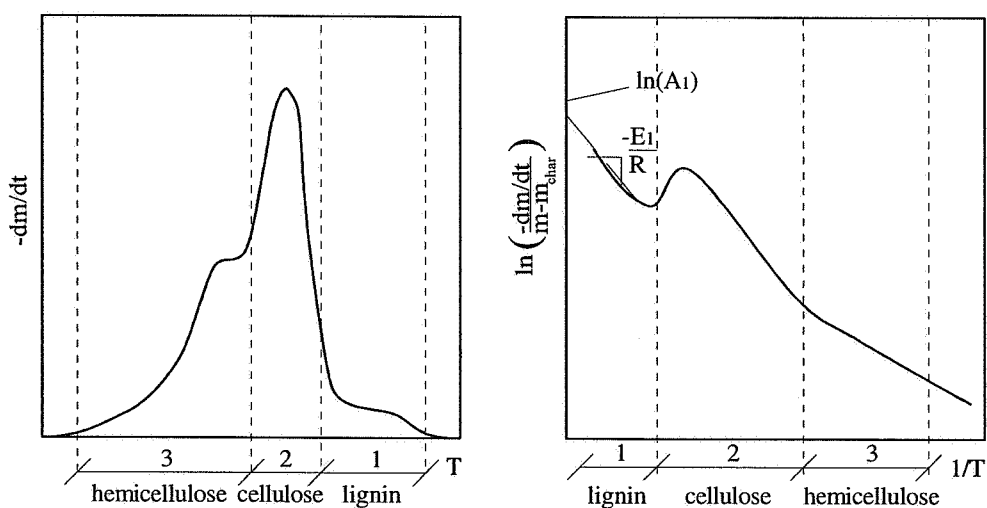 -dm/dt
3 2 1 T
hemicellulose cellulose lignin
ln(A1)
-E1
R
ln ( -dm/dt
m-mchar )
1 2 3 1/T
lignin cellulose hemicellulose